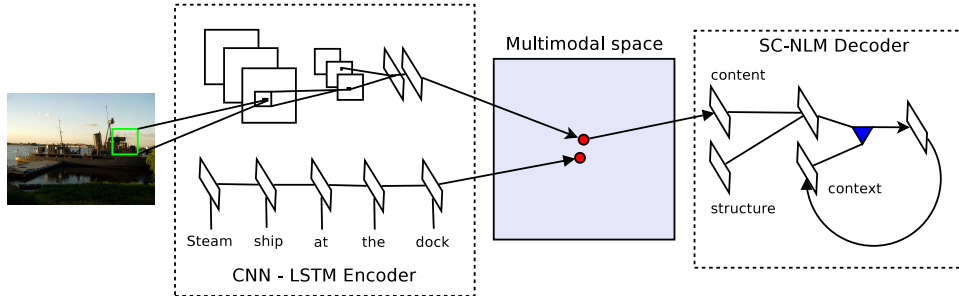 Steam ship at the dock
CNN - LSTM Encoder
Multimodal space
SC-NLM Decoder
content
structure
context